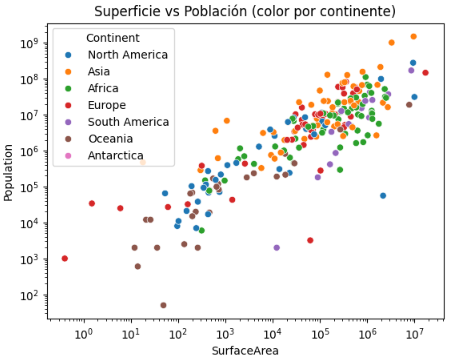 Superficie vs Población (color por continente)
Continent
North America
Asia
Africa
Europe
South America
Oceania
Antarctica
Population
10⁹
10⁸
10⁷
10⁶
10⁵
10⁴
10³
10²
10⁰ 10¹ 10² 10³ 10⁴ 10⁵ 10⁶ 10⁷
SurfaceArea